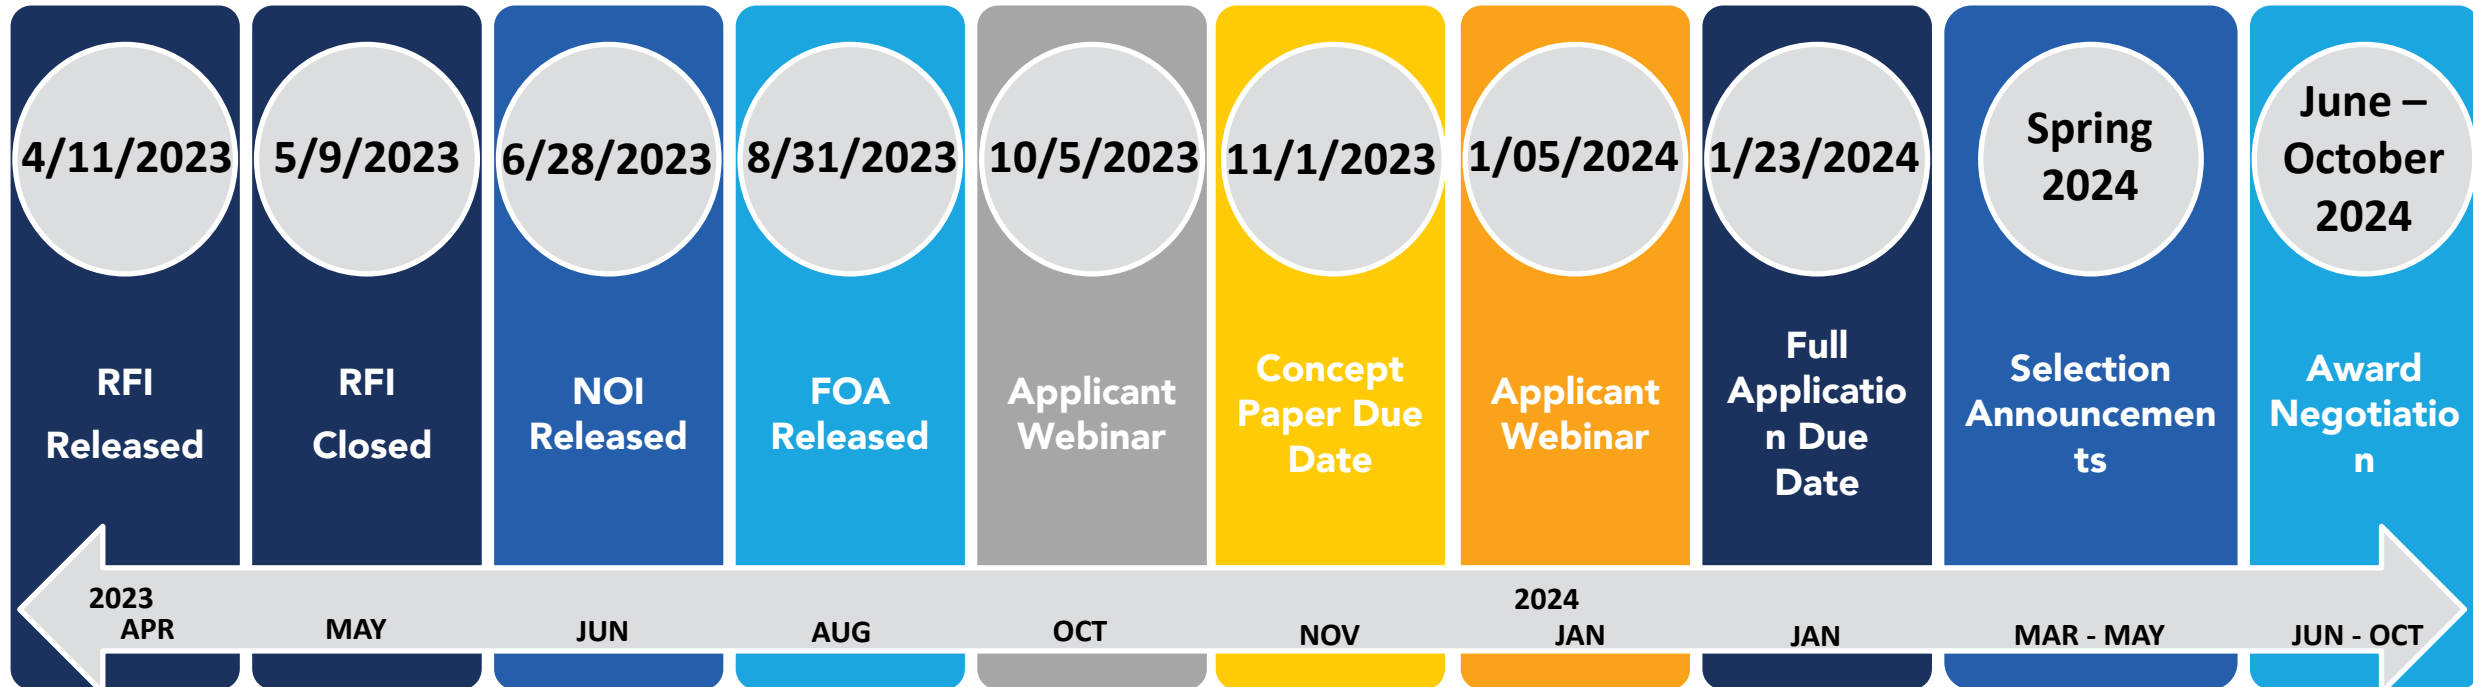 4/11/2023
RFI
Released
5/9/2023
RFI
Closed
6/28/2023
NOI
Released
8/31/2023
FOA
Released
10/5/2023
Applicant
Webinar
11/1/2023
Concept
Paper Due
Date
1/05/2024
Applicant
Webinar
1/23/2024
Full
Applicatio
n Due
Date
Spring
2024
Selection
Announcemen
ts
June –
October
2024
Award
Negotiatio
n
2023
APR
MAY
JUN
AUG
OCT
NOV
2024
JAN
JAN
MAR - MAY
JUN - OCT